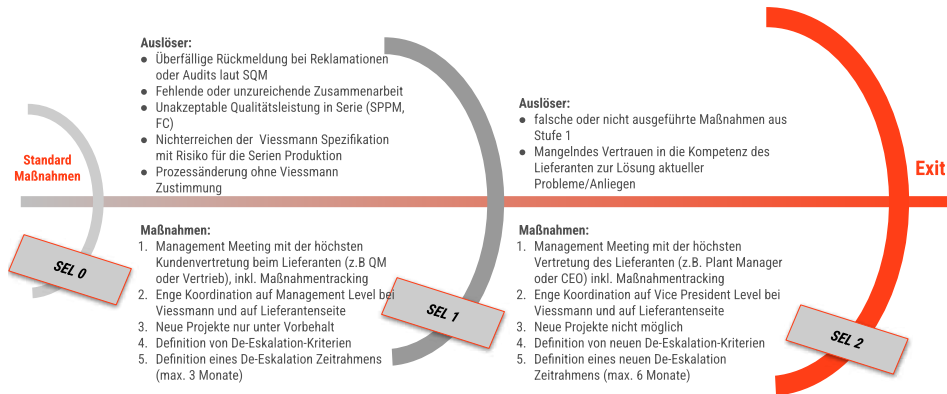 Standard
Maßnahmen
SEL 0
Auslöser:
● Überfällige Rückmeldung bei Reklamationen
oder Audits laut SQM
● Fehlende oder unzureichende Zusammenarbeit
● Unakzeptable Qualitätsleistung in Serie (SPPM,
FC)
● Nichterreichen der Viessmann Spezifikation
mit Risiko für die Serien Produktion
● Prozessänderung ohne Viessmann
Zustimmung
Maßnahmen:
1. Management Meeting mit der höchsten
Kundenvertretung beim Lieferanten (z.B QM
oder Vertrieb), inkl. Maßnahmentracking
2. Enge Koordination auf Management Level bei
Viessmann und auf Lieferantenseite
3. Neue Projekte nur unter Vorbehalt
4. Definition von De-Eskalation-Kriterien
5. Definition eines De-Eskalation Zeitrahmens
(max. 3 Monate)
SEL 1
Auslöser:
● falsche oder nicht ausgeführte Maßnahmen aus
Stufe 1
● Mangelndes Vertrauen in die Kompetenz des
Lieferanten zur Lösung aktueller
Probleme/Anliegen
Maßnahmen:
1. Management Meeting mit der höchsten
Vertretung des Lieferanten (z.B. Plant Manager
oder CEO) inkl. Maßnahmentracking
2. Enge Koordination auf Vice President Level bei
Viessmann und auf Lieferantenseite
3. Neue Projekte nicht möglich
4. Definition von neuen De-Eskalation-Kriterien
5. Definition eines neuen De-Eskalation
Zeitrahmens (max. 6 Monate)
SEL 2
Exit